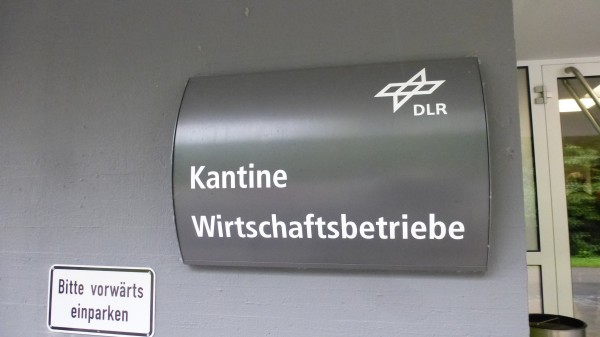 DLR
Kantine
Wirtschaftsbetriebe
Bitte vorwärts
einparken